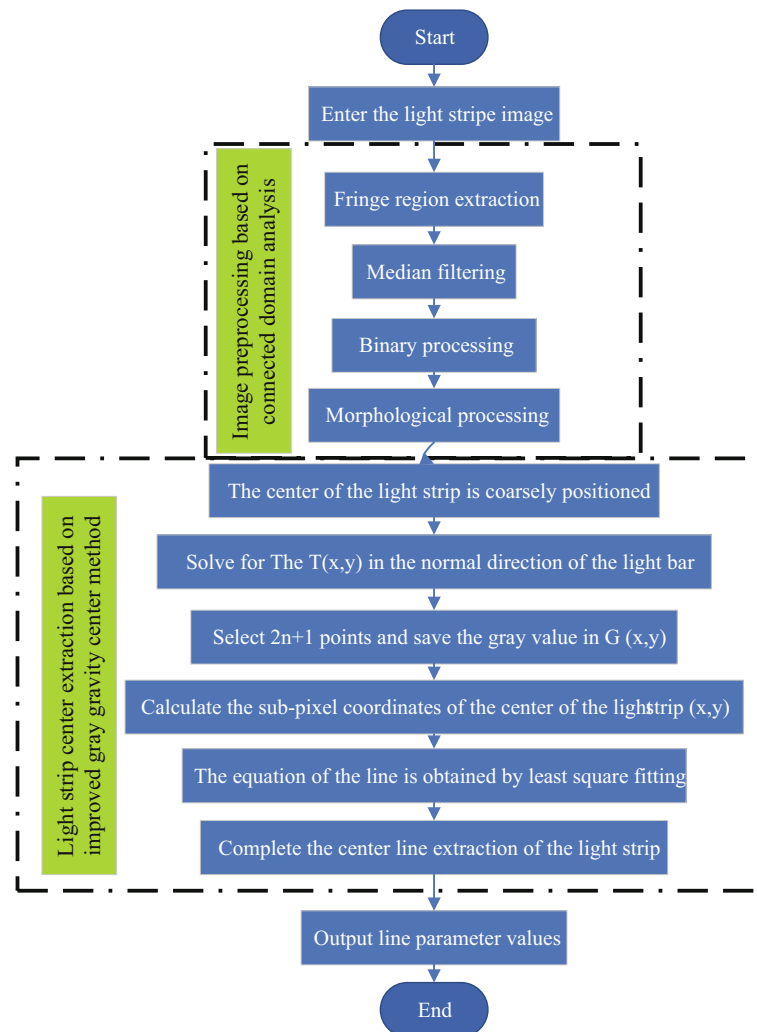 Start
Enter the light stripe image
Image preprocessing based on
connected domain analysis
Fringe region extraction
Median filtering
Binary processing
Morphological processing
Light strip center extraction based on
improved gray gravity center method
The center of the light strip is coarsely positioned
Solve for The T(x,y) in the normal direction of the light bar
Select 2n+1 points and save the gray value in G (x,y)
Calculate the sub-pixel coordinates of the center of the light strip (x,y)
The equation of the line is obtained by least square fitting
Complete the center line extraction of the light strip
Output line parameter values
End